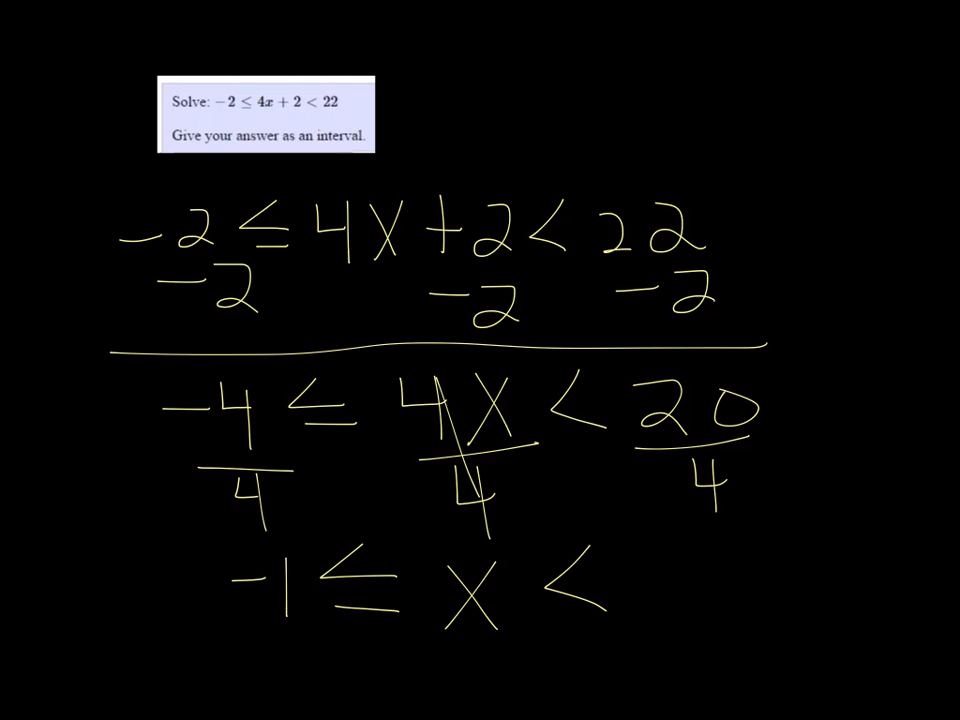 Solve: −2 ≤ 4x + 2 < 22
Give your answer as an interval.
-2 ≤ 4x +2 < 22
-2 -2 -2
-4 ≤ 4x < 20
4 4 4
-1 ≤ x <